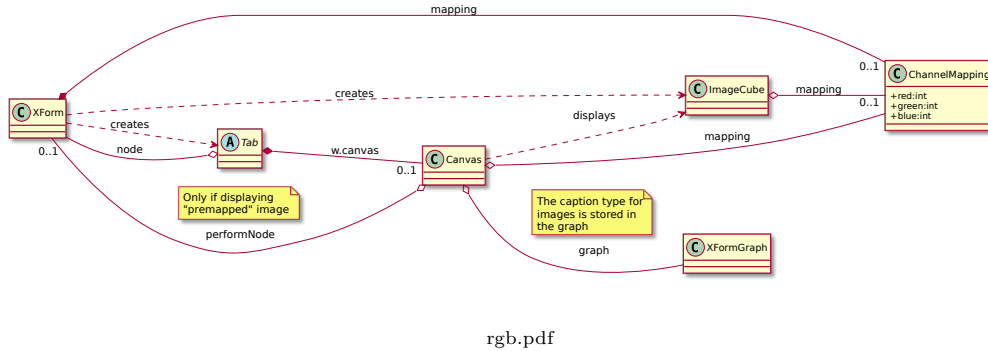 mapping
0..1
C ChannelMapping
+red:int
+green:int
+blue:int
C ImageCube
mapping
0..1
creates
C XForm
displays
creates
A Tab
mapping
node
0..1
w.canvas
C Canvas
0..1
Only if displaying
"premapped" image
The caption type for
images is stored in
the graph
performNode
graph
C XFormGraph
rgb.pdf